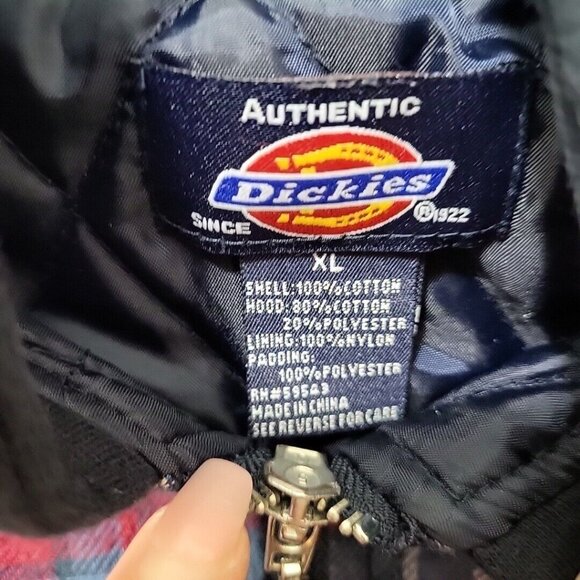 AUTHENTIC
Dickies
SINCE ®1922
XL
SHELL:100%COTTON
HOOD:80%COTTON
20%POLYESTER
LINING:100%NYLON
PADDING:
100%POLYESTER
RN#59543
MADE IN CHINA
SEE REVERSE FOR CARE